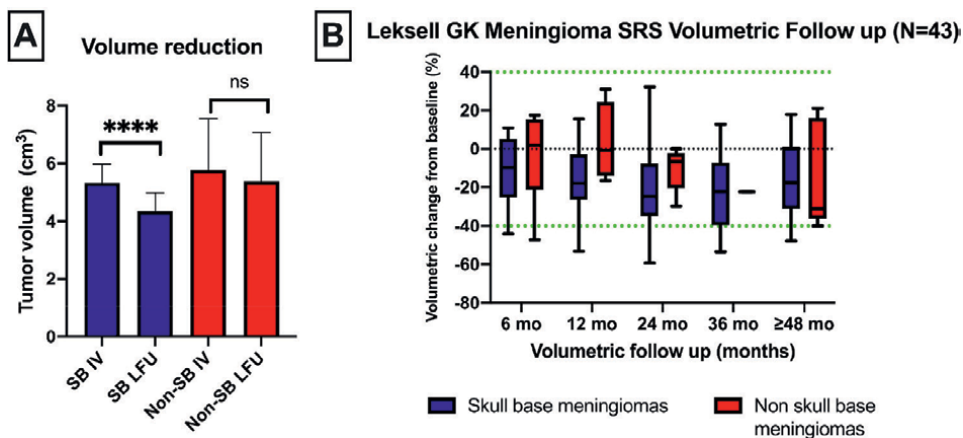 A
Volume reduction
Tumor volume (cm³)
8
6
4
2
0
****
ns
SB IV
SB LFU
Non-SB IV
Non-SB LFU
B
Leksell GK Meningioma SRS Volumetric Follow up (N=43)
Volumetric change from baseline (%)
40
20
0
-20
-40
-60
-80
6 mo
12 mo
24 mo
36 mo
≥48 mo
Volumetric follow up (months)
Skull base meningiomas
Non skull base
meningiomas